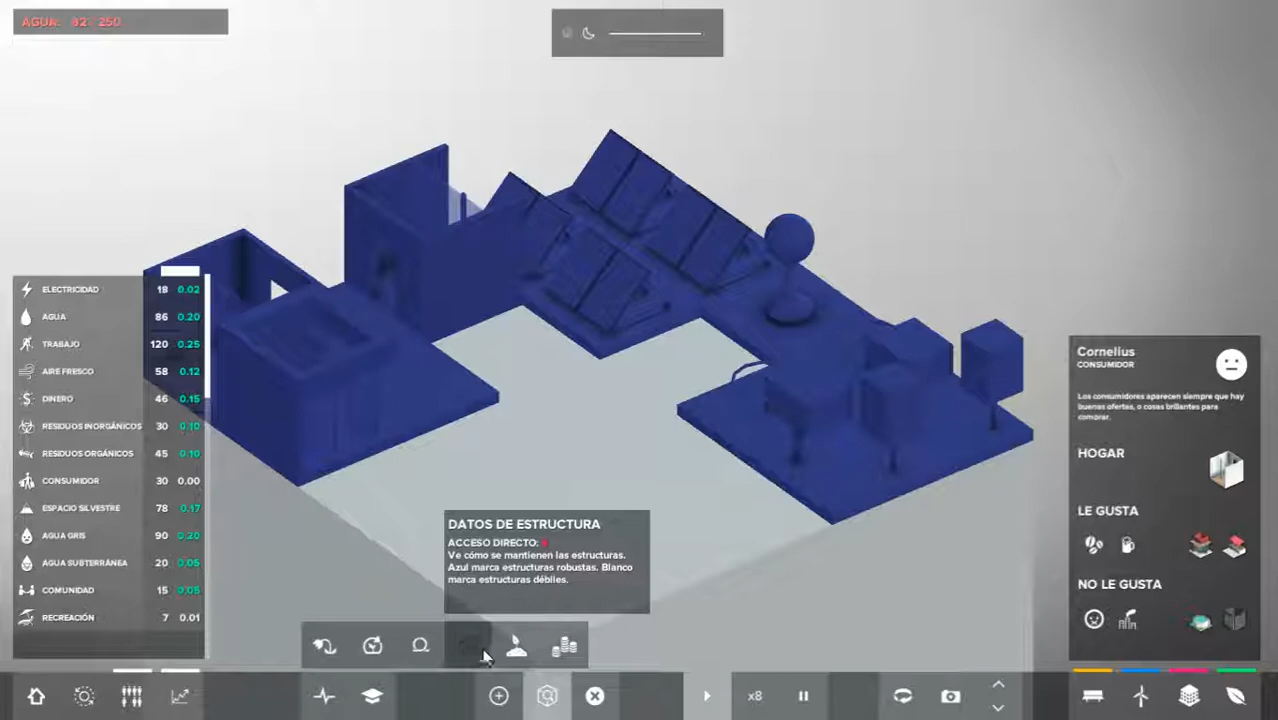 AGUA: 92 / 250
ELECTRICIDAD 18 0.02
AGUA 86 0.20
TRABAJO 120 0.25
AIRE FRESCO 58 0.12
DINERO 46 0.15
RESIDUOS INORGÁNICOS 30 0.10
RESIDUOS ORGÁNICOS 45 0.10
CONSUMIDOR 30 0.00
ESPACIO SILVESTRE 78 0.17
AGUA GRIS 90 0.20
AGUA SUBTERRÁNEA 20 0.05
COMUNIDAD 15 0.05
RECREACIÓN 7 0.01
DATOS DE ESTRUCTURA
ACCESO DIRECTO:
Ve cómo se mantienen las estructuras.
Azul marca estructuras robustas. Blanco
marca estructuras débiles.
Cornelius
CONSUMIDOR
Los consumidores aparecen siempre que hay
buenas ofertas, o cosas brillantes para
comprar.
HOGAR
LE GUSTA
NO LE GUSTA
x8